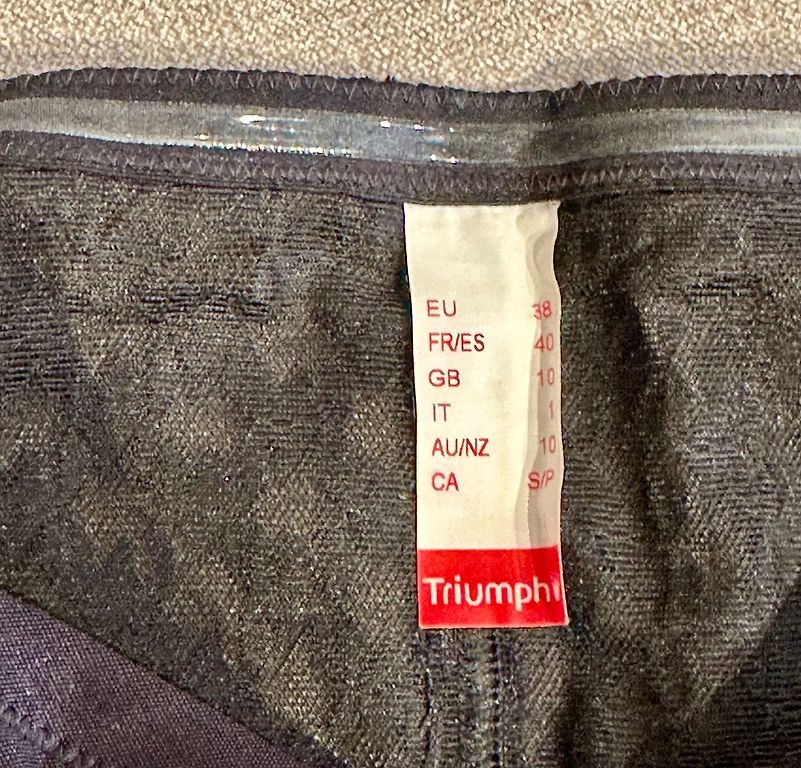 EU 38
FR/ES 40
GB 10
IT 1
AU/NZ 10
CA S/P
Triumph